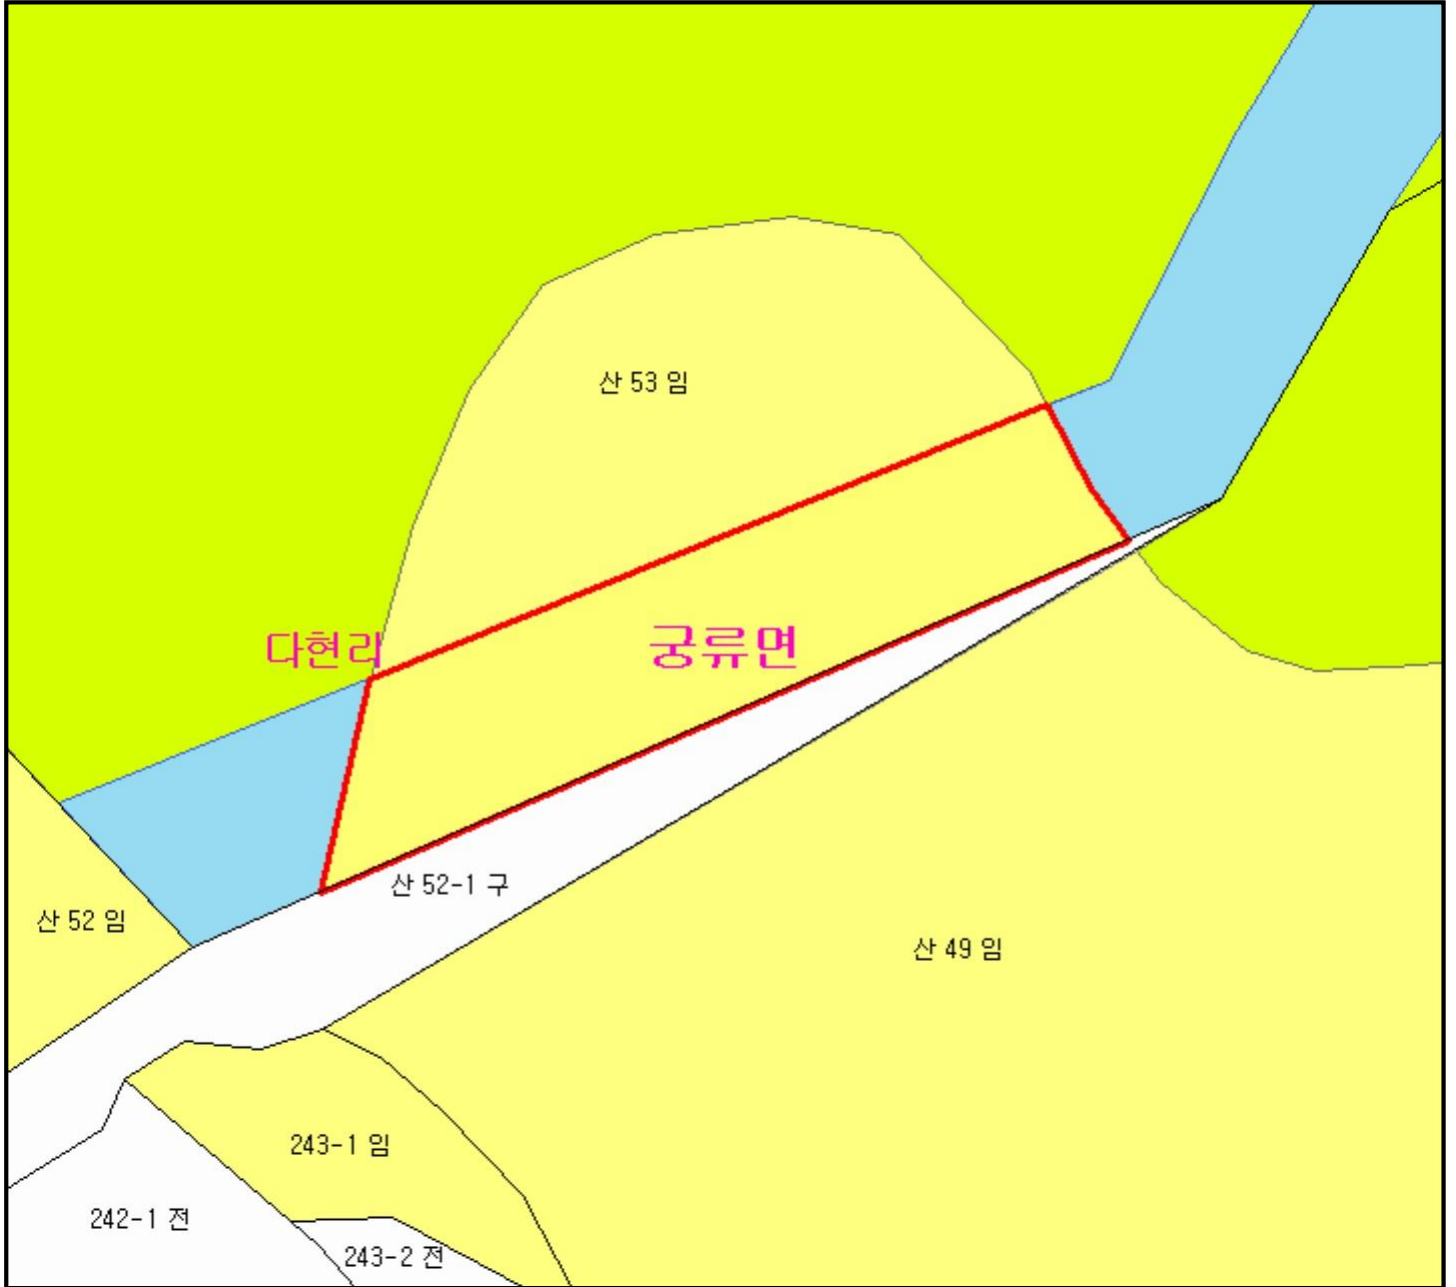 산 53 임
다현리
궁류면
산 52-1 구
산 52 임
산 49 임
243-1 임
242-1 전
243-2 전